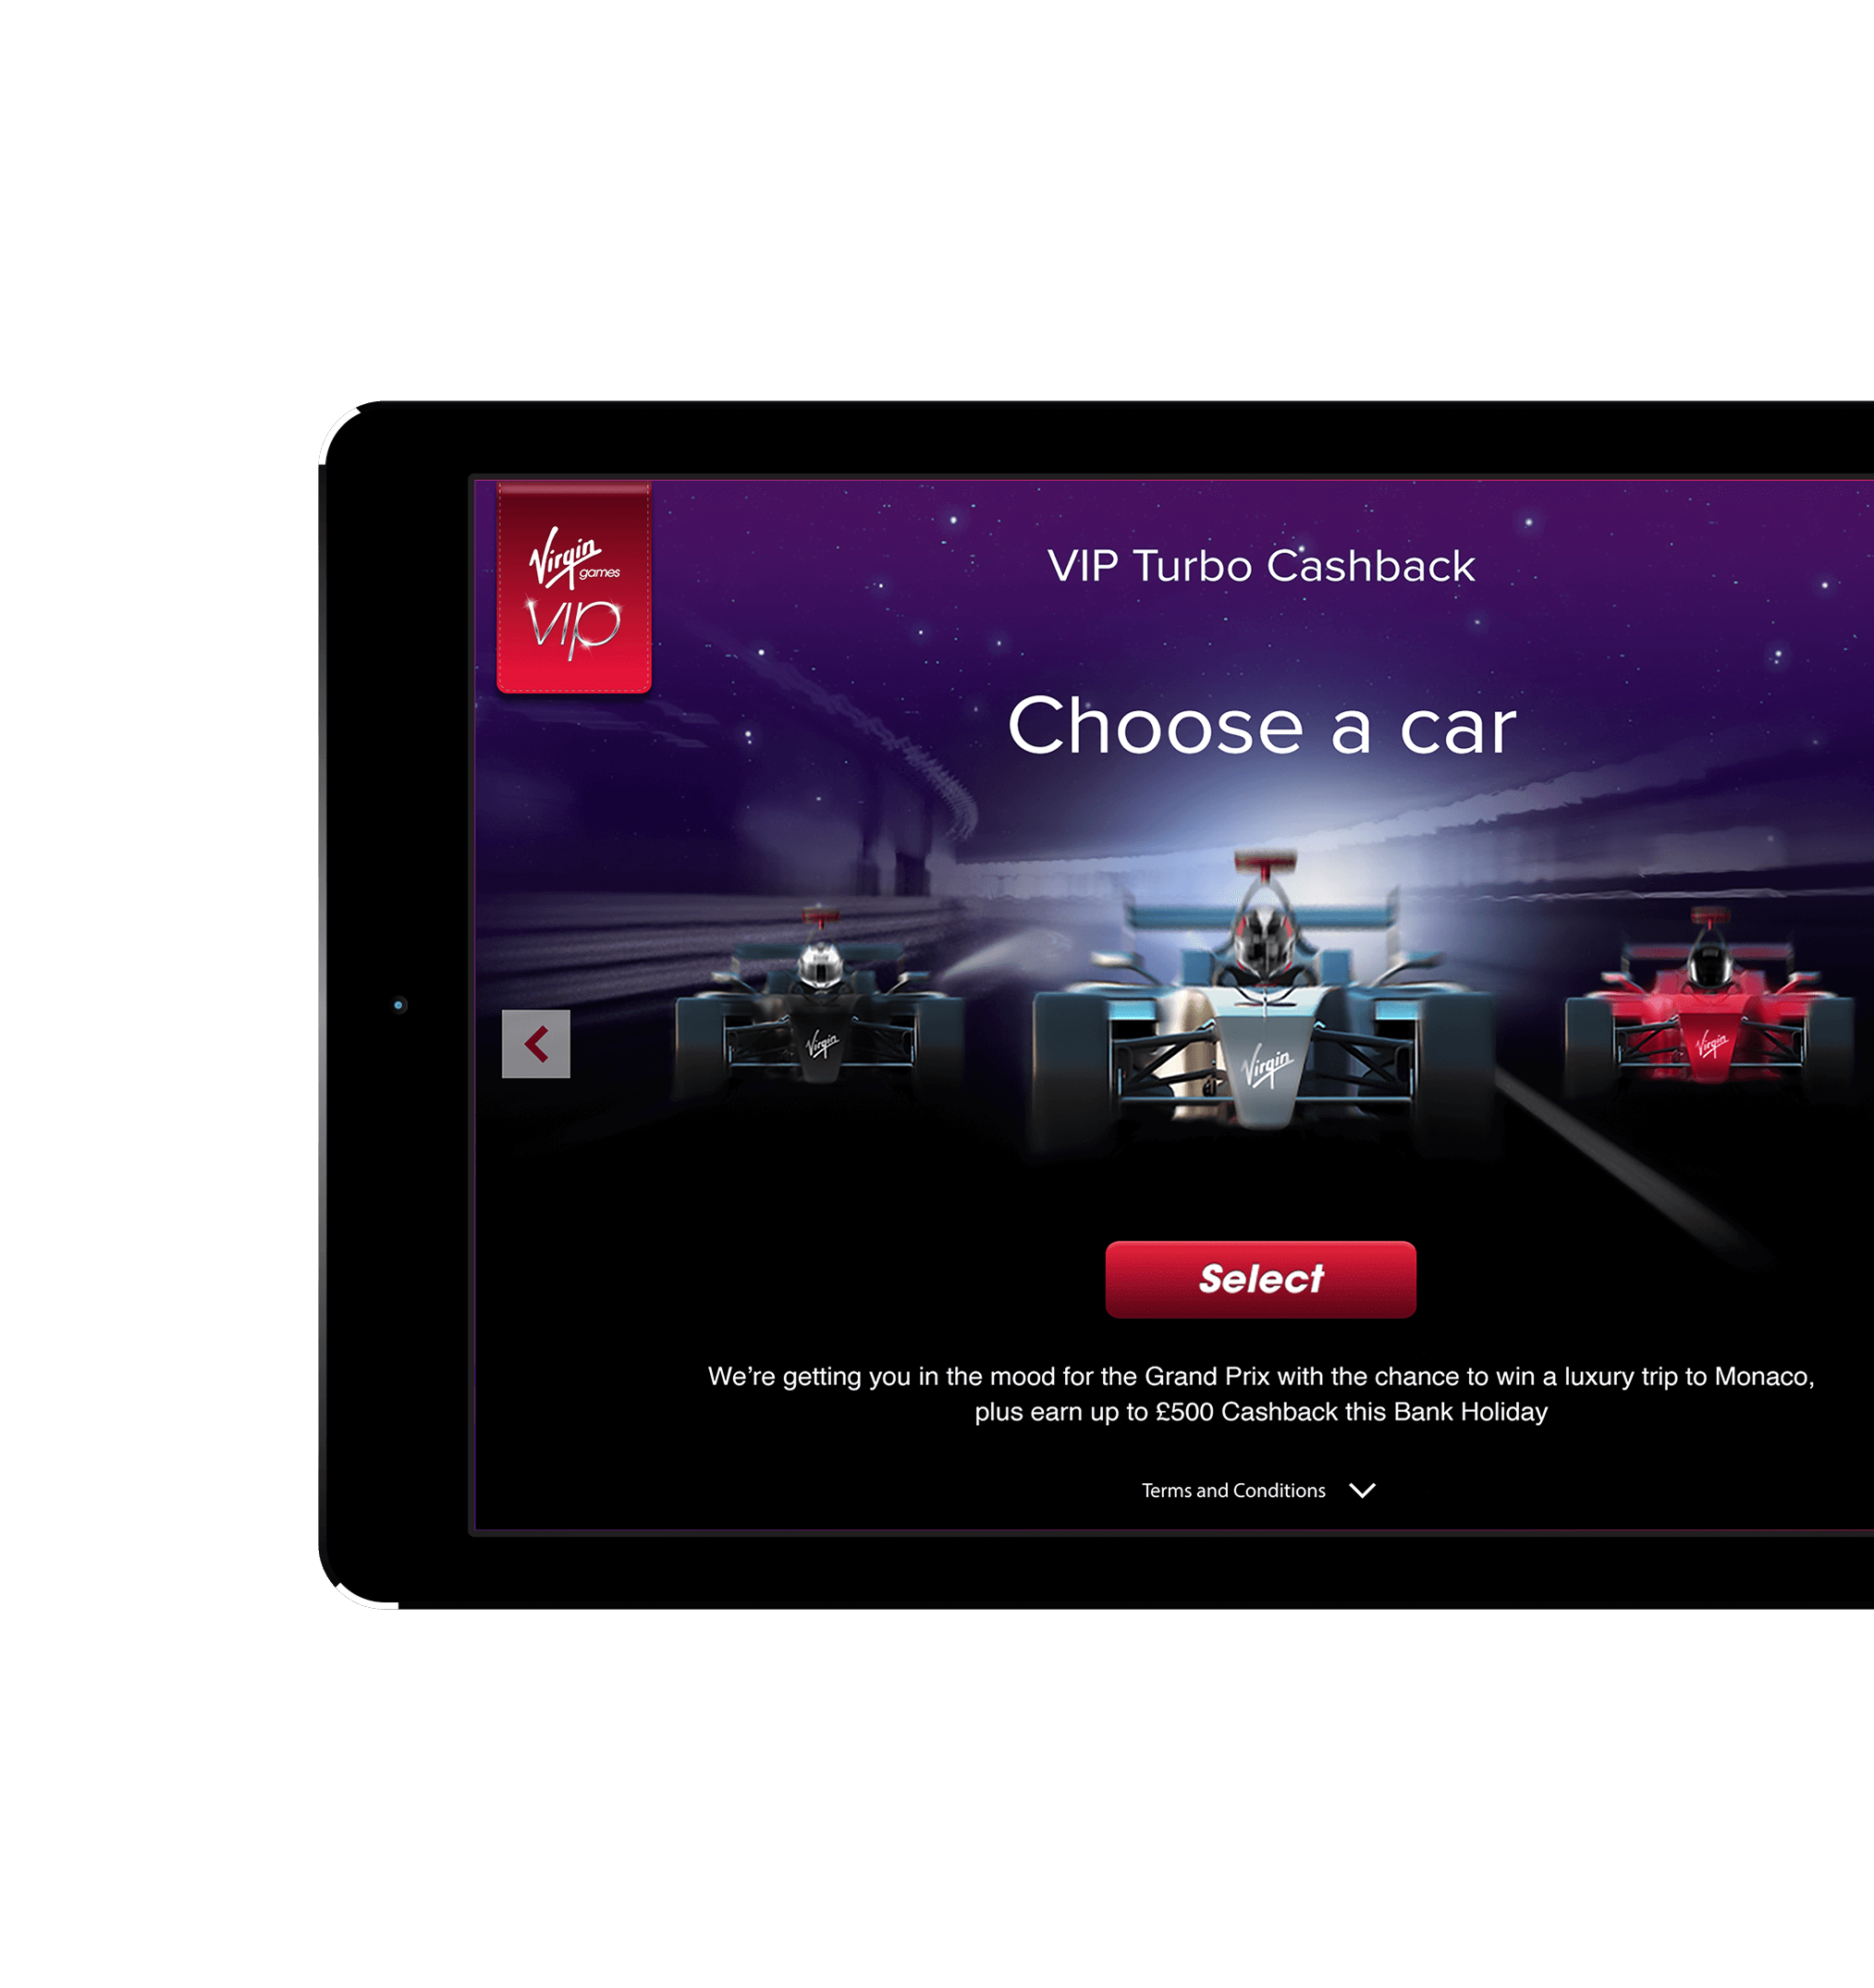 Virgin
games
vip
VIP Turbo Cashback
Choose a car
Virgin
Virgin
Virgin
Select
We’re getting you in the mood for the Grand Prix with the chance to win a luxury trip to Monaco,
plus earn up to £500 Cashback this Bank Holiday
Terms and Conditions